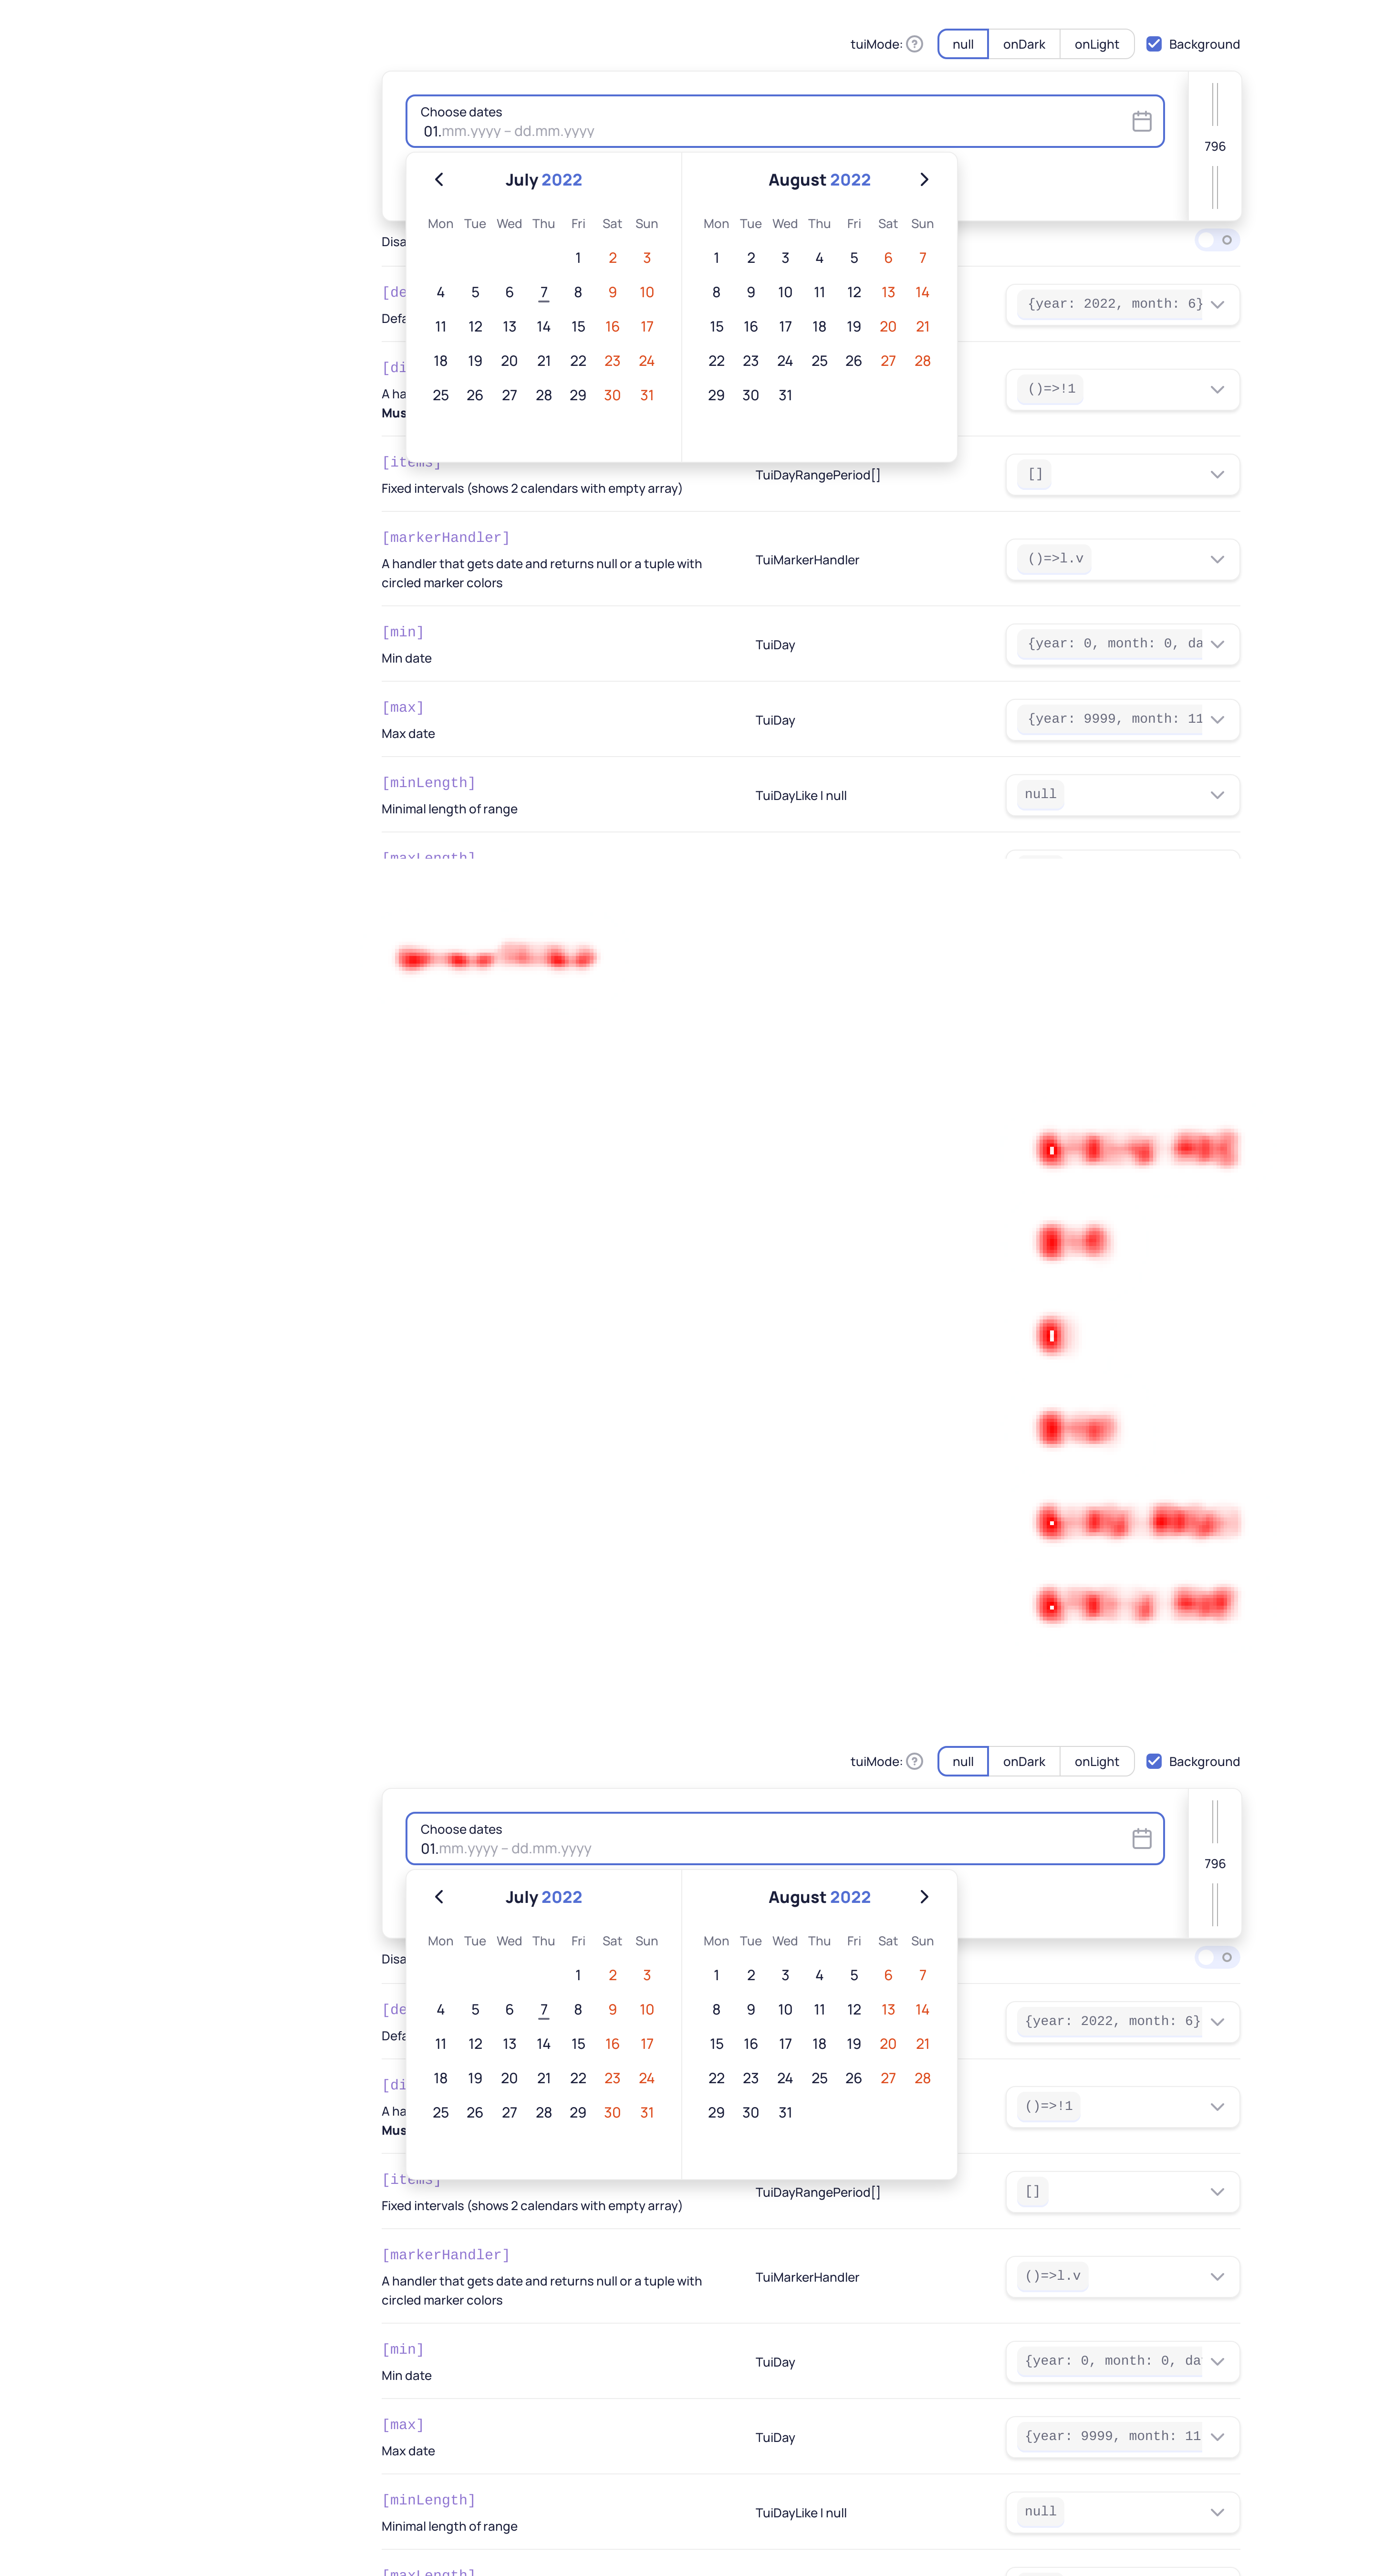 tuiMode: ? null onDark onLight Background
Choose dates
01.mm.yyyy – dd.mm.yyyy
796
July 2022 August 2022
Mon Tue Wed Thu Fri Sat Sun Mon Tue Wed Thu Fri Sat Sun
1 2 3 1 2 3 4 5 6 7
4 5 6 7 8 9 10 8 9 10 11 12 13 14
11 12 13 14 15 16 17 15 16 17 18 19 20 21
18 19 20 21 22 23 24 22 23 24 25 26 27 28
25 26 27 28 29 30 31 29 30 31
Disa
[de
Defa
{year: 2022, month: 6}
[di
A ha
Mus
()=>!1
[items]
Fixed intervals (shows 2 calendars with empty array)
TuiDayRangePeriod[]
[]
[markerHandler]
A handler that gets date and returns null or a tuple with
circled marker colors
TuiMarkerHandler
()=>l.v
[min]
Min date
TuiDay
{year: 0, month: 0, da
[max]
Max date
TuiDay
{year: 9999, month: 11
[minLength]
Minimal length of range
TuiDayLike | null
null
[maxLength]
tuiMode: ? null onDark onLight Background
Choose dates
01.mm.yyyy – dd.mm.yyyy
796
July 2022 August 2022
Mon Tue Wed Thu Fri Sat Sun Mon Tue Wed Thu Fri Sat Sun
1 2 3 1 2 3 4 5 6 7
4 5 6 7 8 9 10 8 9 10 11 12 13 14
11 12 13 14 15 16 17 15 16 17 18 19 20 21
18 19 20 21 22 23 24 22 23 24 25 26 27 28
25 26 27 28 29 30 31 29 30 31
Disa
[de
Defa
{year: 2022, month: 6}
[di
A ha
Mus
()=>!1
[items]
Fixed intervals (shows 2 calendars with empty array)
TuiDayRangePeriod[]
[]
[markerHandler]
A handler that gets date and returns null or a tuple with
circled marker colors
TuiMarkerHandler
()=>l.v
[min]
Min date
TuiDay
{year: 0, month: 0, da
[max]
Max date
TuiDay
{year: 9999, month: 11
[minLength]
Minimal length of range
TuiDayLike | null
null
[maxLength]